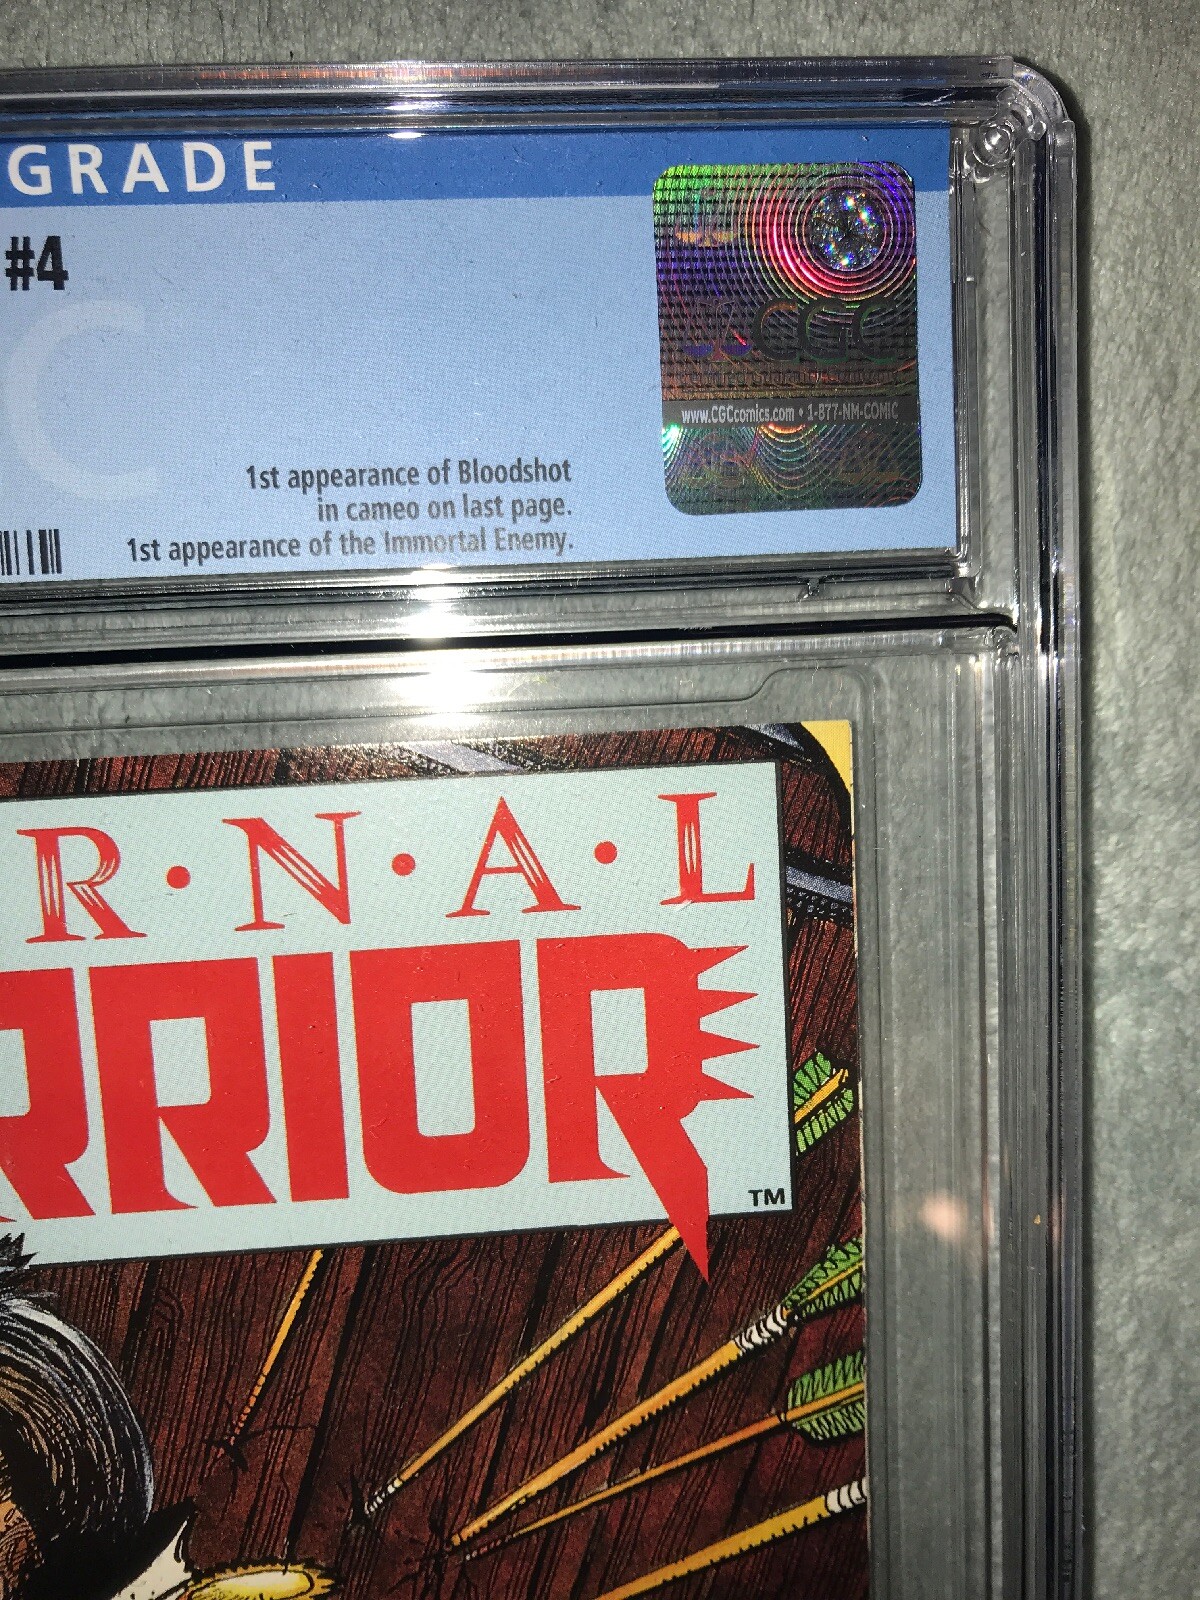 GRADE
#4
CGC
www.CGCcomics.com • 1-877-NM-COMIC
1st appearance of Bloodshot
in cameo on last page.
1st appearance of the Immortal Enemy.
R•N•A•L
RRIOR
TM